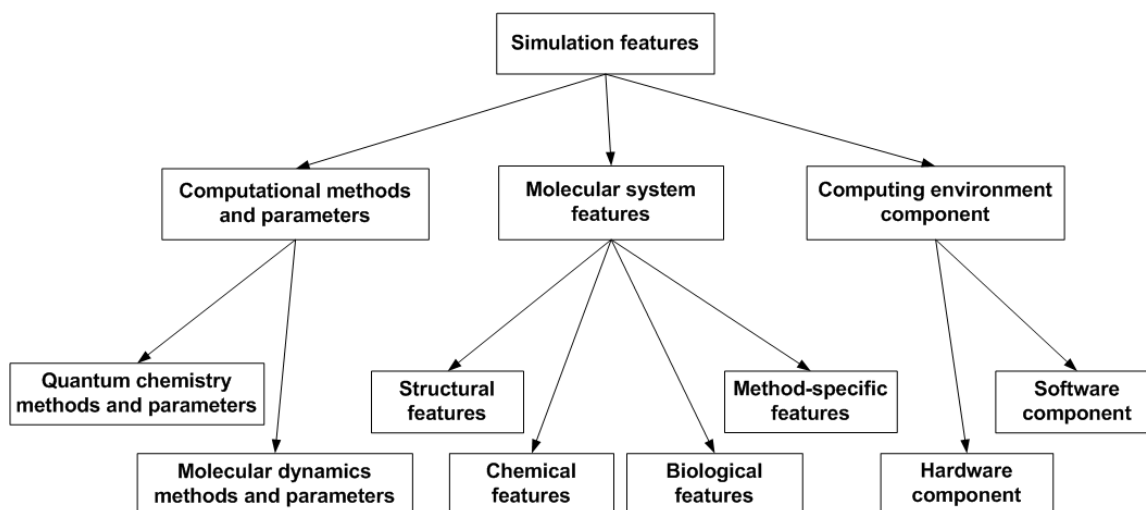 Simulation features
Computational methods
and parameters
Molecular system
features
Computing environment
component
Quantum chemistry
methods and parameters
Structural
features
Method-specific
features
Software
component
Molecular dynamics
methods and parameters
Chemical
features
Biological
features
Hardware
component